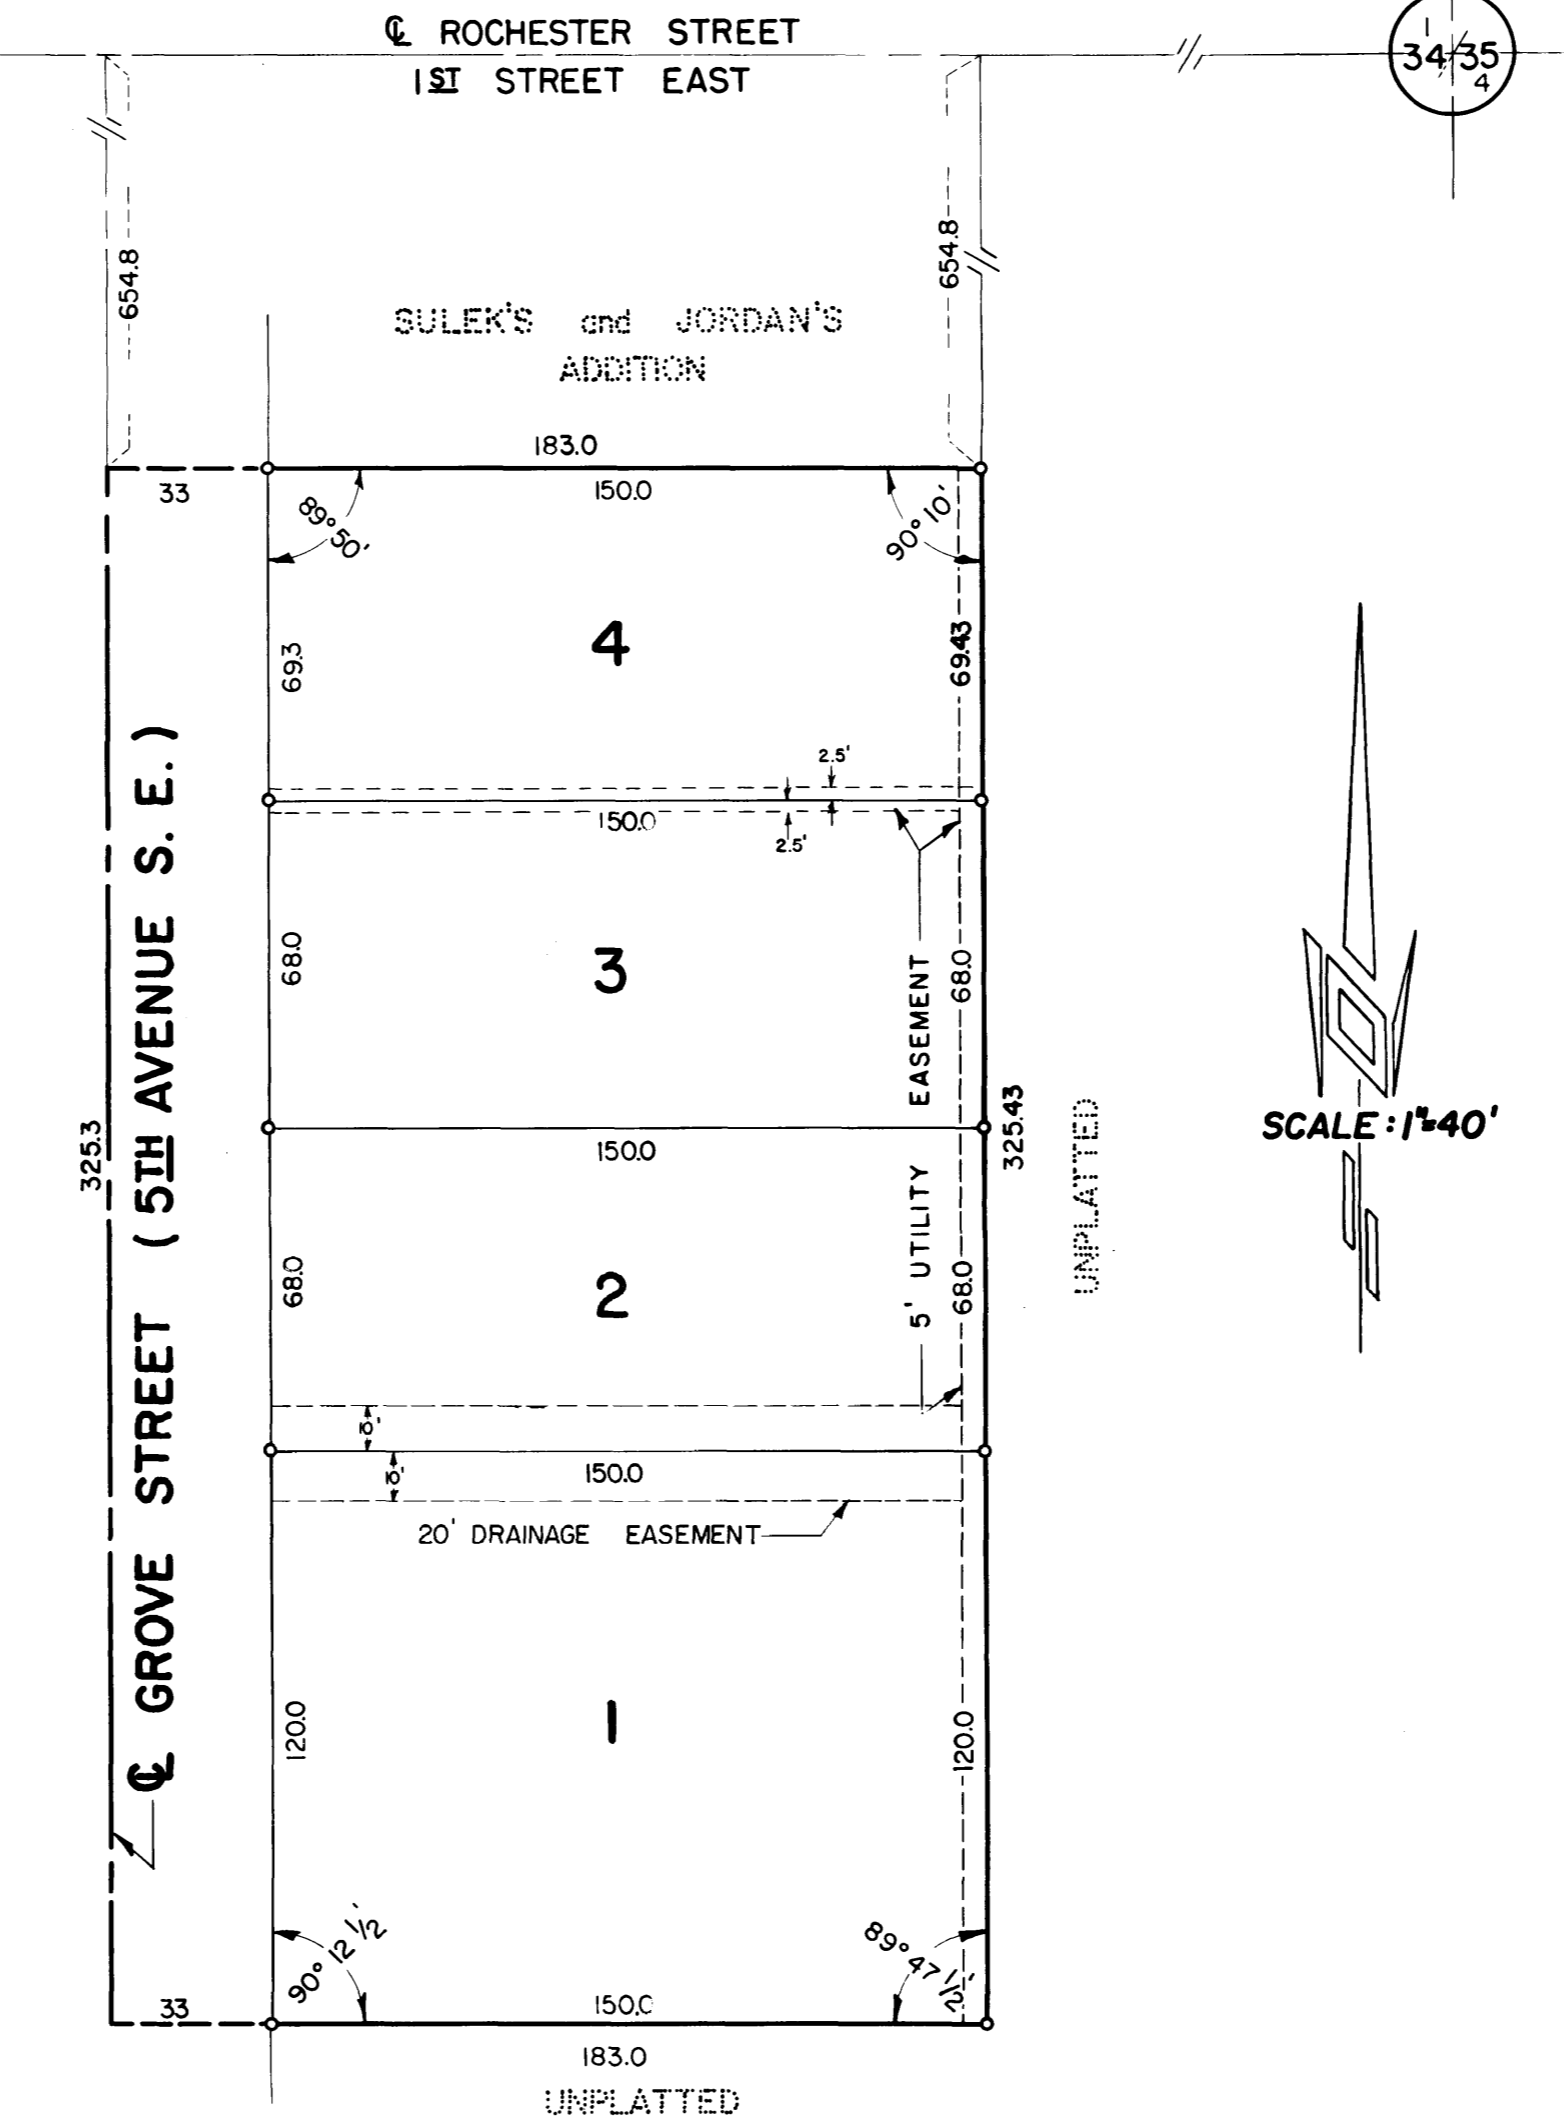 ℄ ROCHESTER STREET
1ST STREET EAST
1
34 35
4
654.8
654.8
SULEK'S and JORDAN'S
ADDITION
183.0
33
150.0
89° 50'
90° 10'
4
69.3
69.43
2.5'
150.0
2.5'
3
68.0
68.0
5' UTILITY EASEMENT
℄ GROVE STREET (5TH AVENUE S. E.)
325.3
325.43
UNPLATTED
SCALE: 1"=40'
150.0
2
68.0
68.0
10'
150.0
10'
20' DRAINAGE EASEMENT
1
120.0
120.0
90° 12 1/2'
89° 47 1/2'
33
150.0
183.0
UNPLATTED